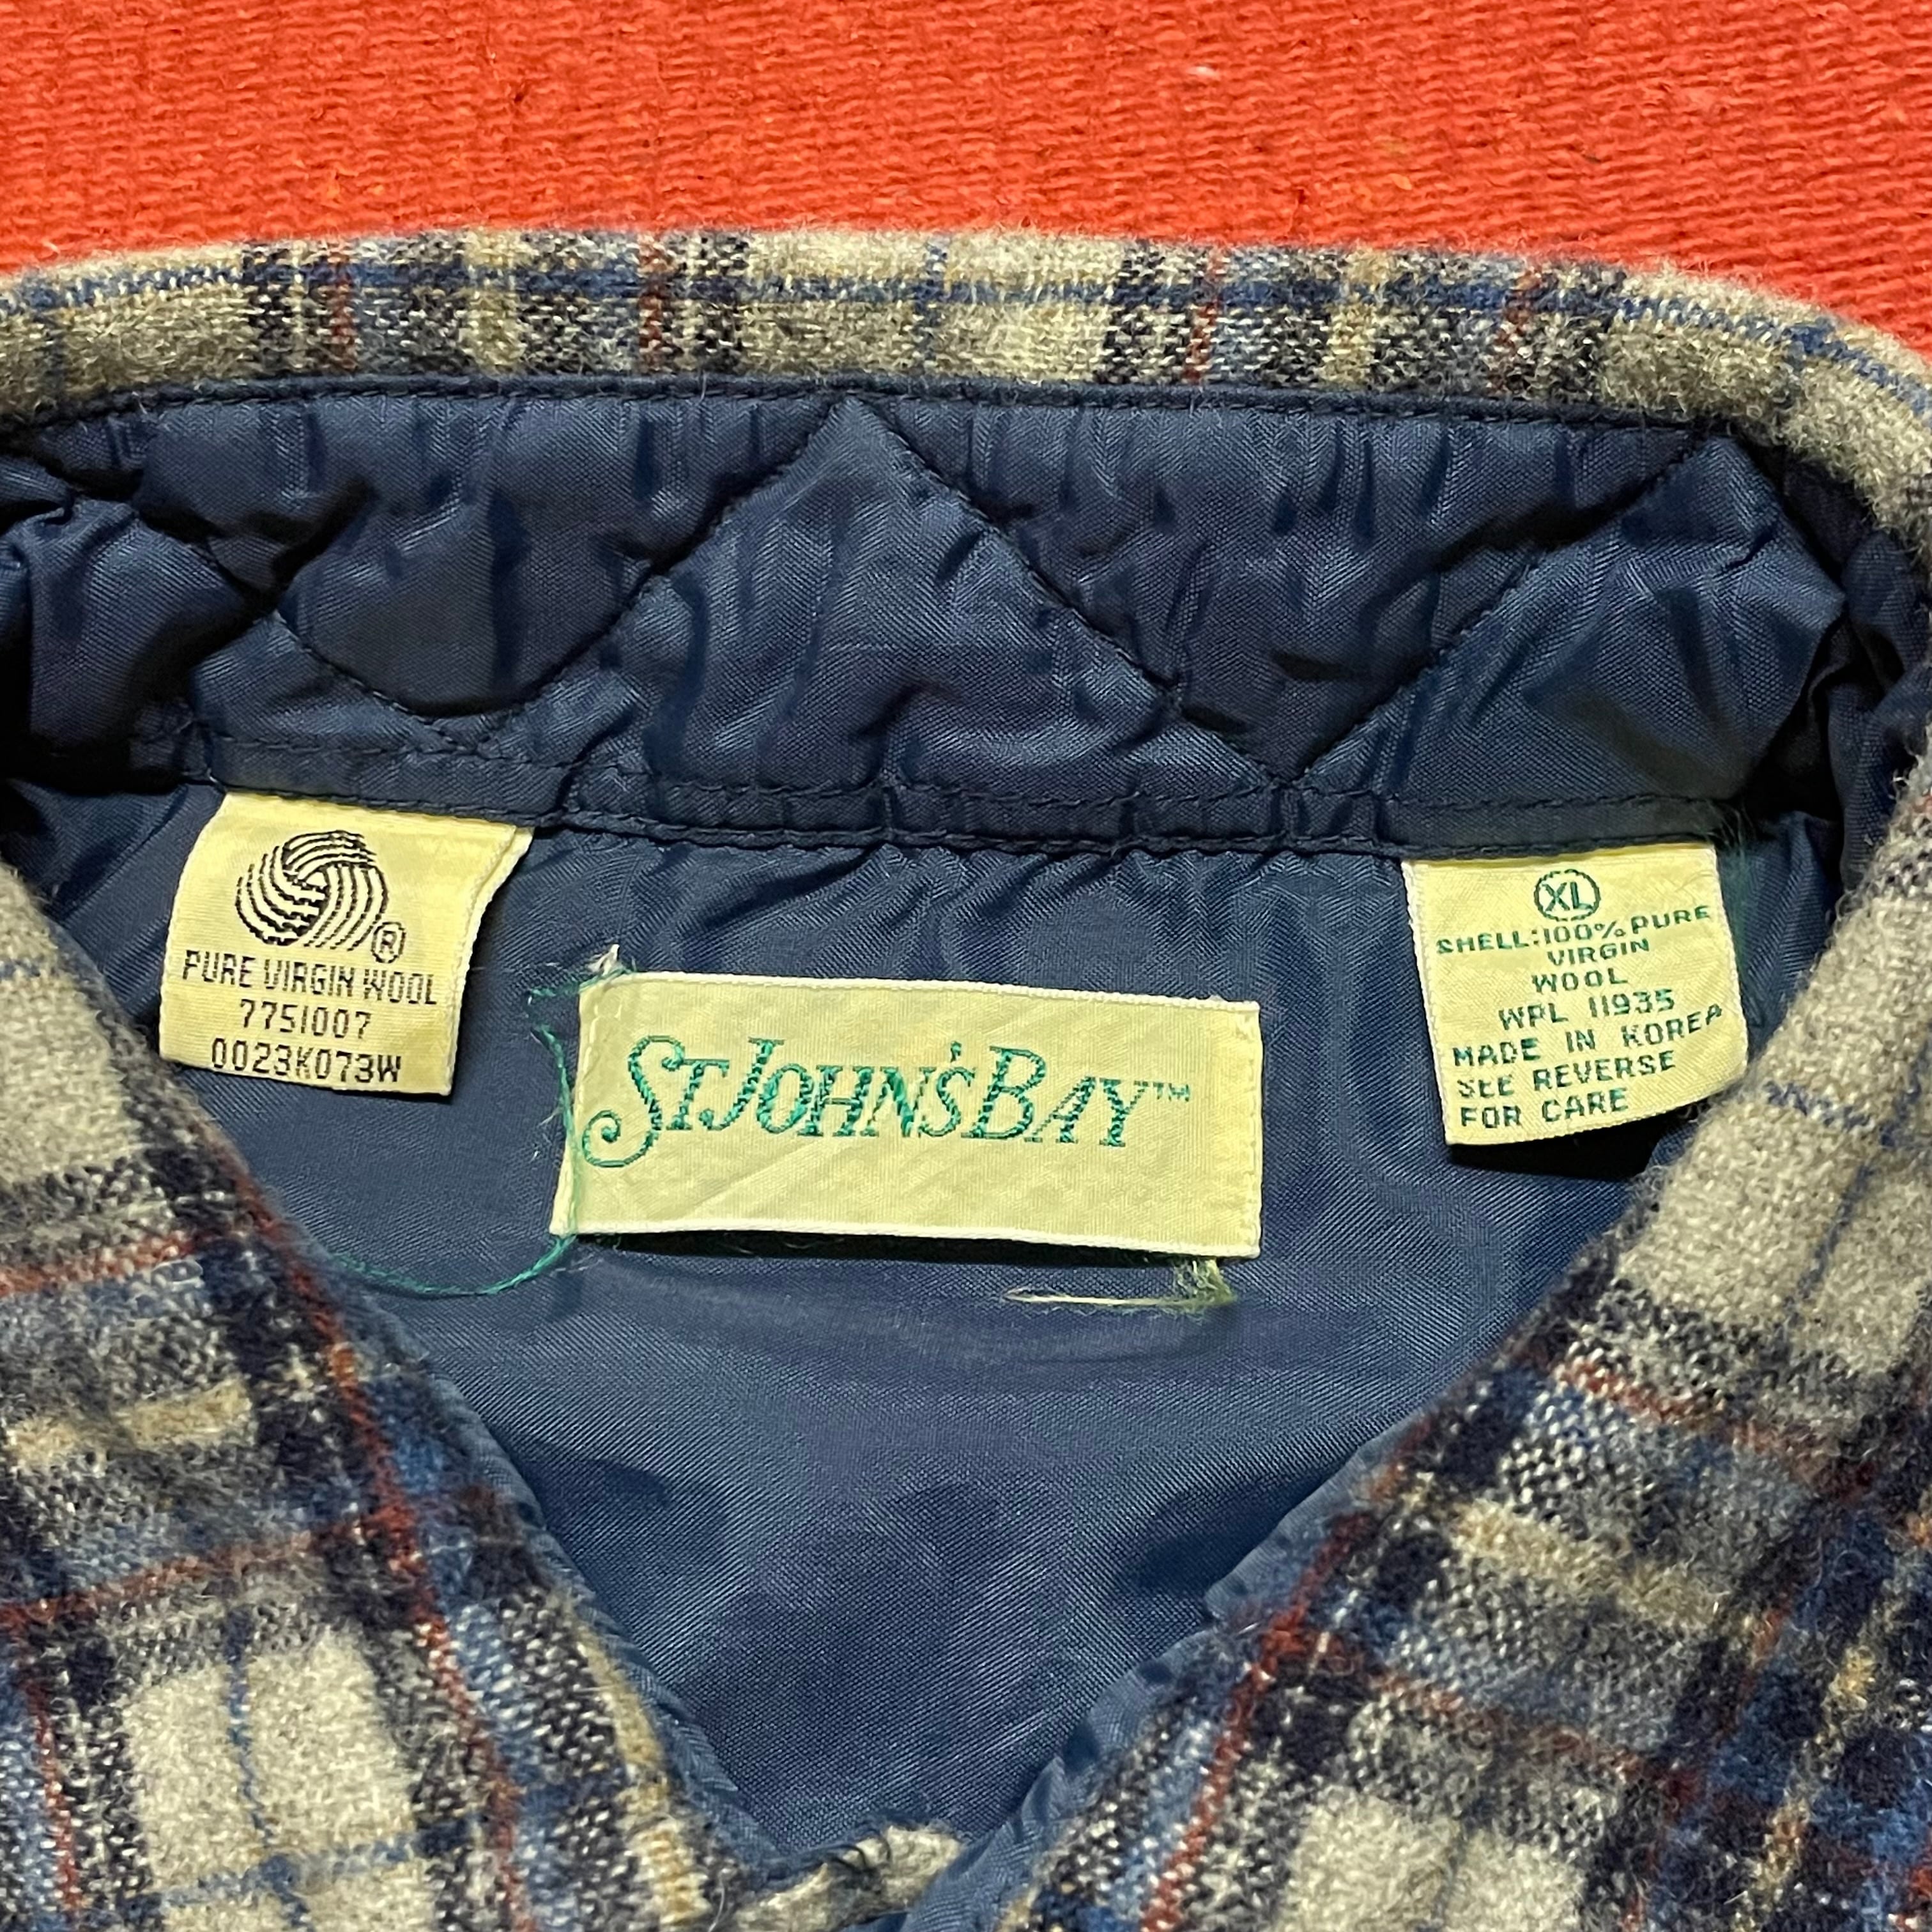 ®
PURE VIRGIN WOOL
7751007
0023K073W
ST.JOHN'S BAY™
XL
SHELL:100% PURE
VIRGIN
WOOL
WPL 11935
MADE IN KOREA
SEE REVERSE
FOR CARE